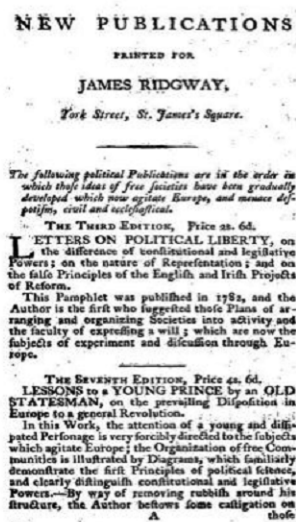 NEW PUBLICATIONS
PRINTED FOR
JAMES RIDGWAY,
York Street, St. James's Square.
The following political Publications are in the order in
which those ideas of free societies have been gradually
developed which now agitate Europe, and menace des-
potism, civil and ecclesiastical.
THE THIRD EDITION, Price 2s. 6d.
LETTERS ON POLITICAL LIBERTY, on
the difference of constitutional and legislative
Powers; on the nature of Representation; and on
the false Principles of the English and Irish Projects
of Reform.
This Pamphlet was published in 1782, and the
Author is the first who suggested those Plans of ar-
ranging and organizing Societies into activity and
the faculty of expressing a will; which are now the
subjects of experiment and discussion through Eu-
rope.
THE SEVENTH EDITION, Price 4s. 6d.
LESSONS to a YOUNG PRINCE by an OLD
STATESMAN, on the prevailing Disposition in
Europe to a general Revolution.
In this Work, the attention of a young and dissi-
pated Personage is very forcibly directed to the subjects
which agitate Europe; the Organization of free Com-
munities is illustrated by Diagrams, which familiarly
demonstrate the first Principles of political science,
and clearly distinguish constitutional and legislative
Powers.—By way of removing rubbish around his
structure, the Author bestows some castigation on
A those